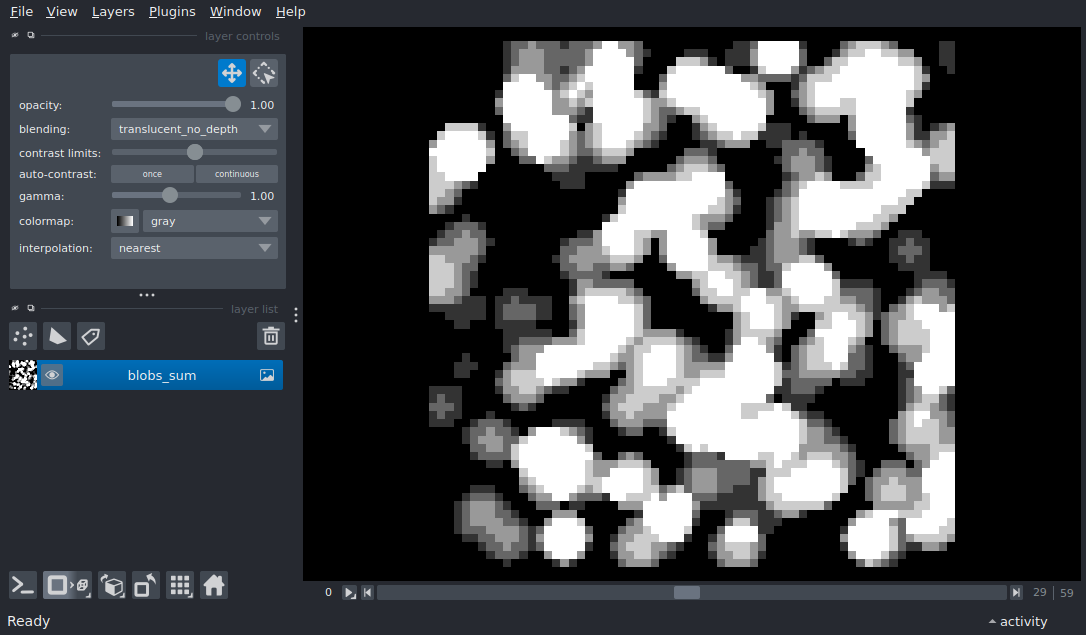 File View Layers Plugins Window Help
layer controls
opacity: 1.00
blending: translucent_no_depth
contrast limits:
auto-contrast: once continuous
gamma: 1.00
colormap: gray
interpolation: nearest
layer list
blobs_sum
0 29 59
Ready activity